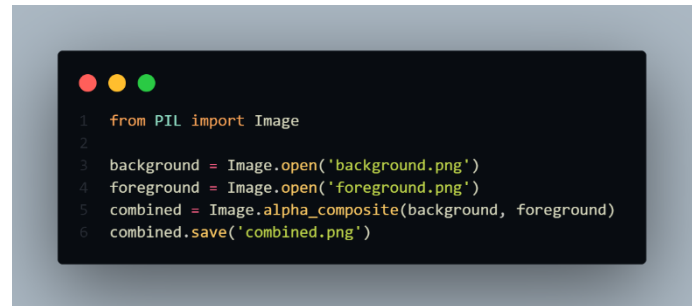 1 from PIL import Image
2
3 background = Image.open('background.png')
4 foreground = Image.open('foreground.png')
5 combined = Image.alpha_composite(background, foreground)
6 combined.save('combined.png')